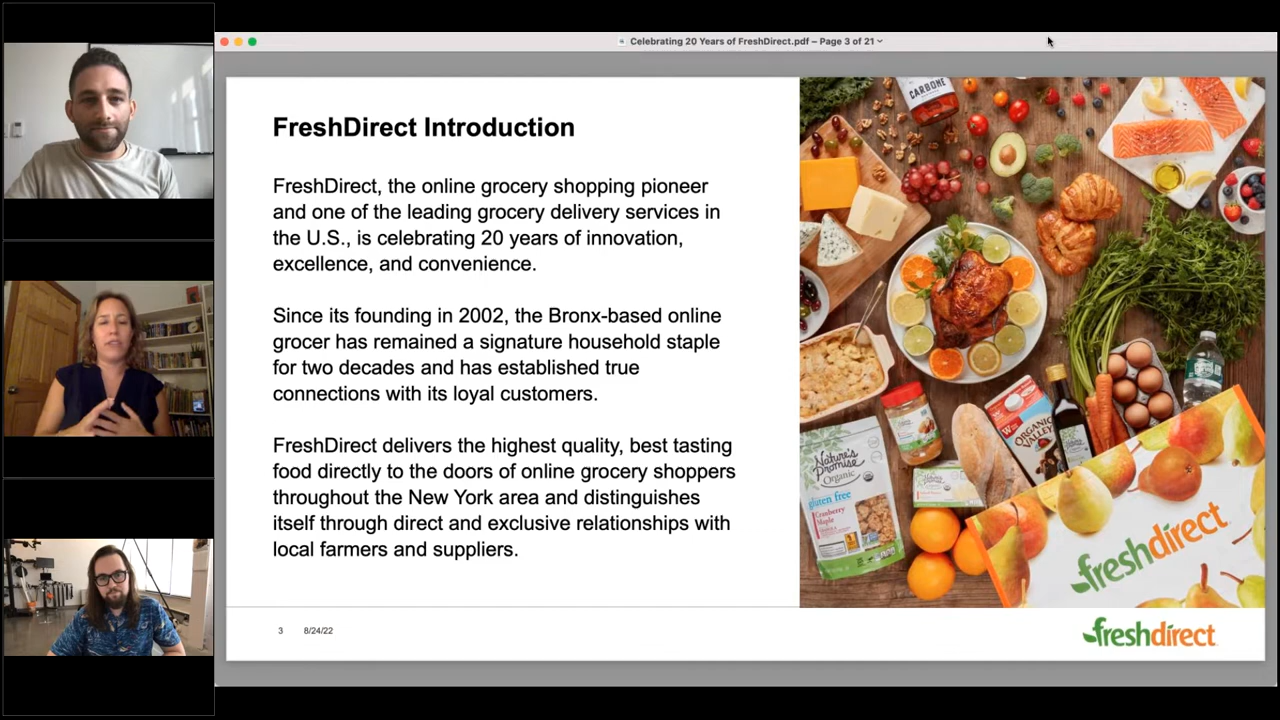 Celebrating 20 Years of FreshDirect.pdf – Page 3 of 21
FreshDirect Introduction
FreshDirect, the online grocery shopping pioneer
and one of the leading grocery delivery services in
the U.S., is celebrating 20 years of innovation,
excellence, and convenience.
Since its founding in 2002, the Bronx-based online
grocer has remained a signature household staple
for two decades and has established true
connections with its loyal customers.
FreshDirect delivers the highest quality, best tasting
food directly to the doors of online grocery shoppers
throughout the New York area and distinguishes
itself through direct and exclusive relationships with
local farmers and suppliers.
CARBONE
ORGANIC
VALLEY
Nature's
Promise
Organic
gluten free
Cranberry
Maple
freshdirect
3 8/24/22
freshdirect